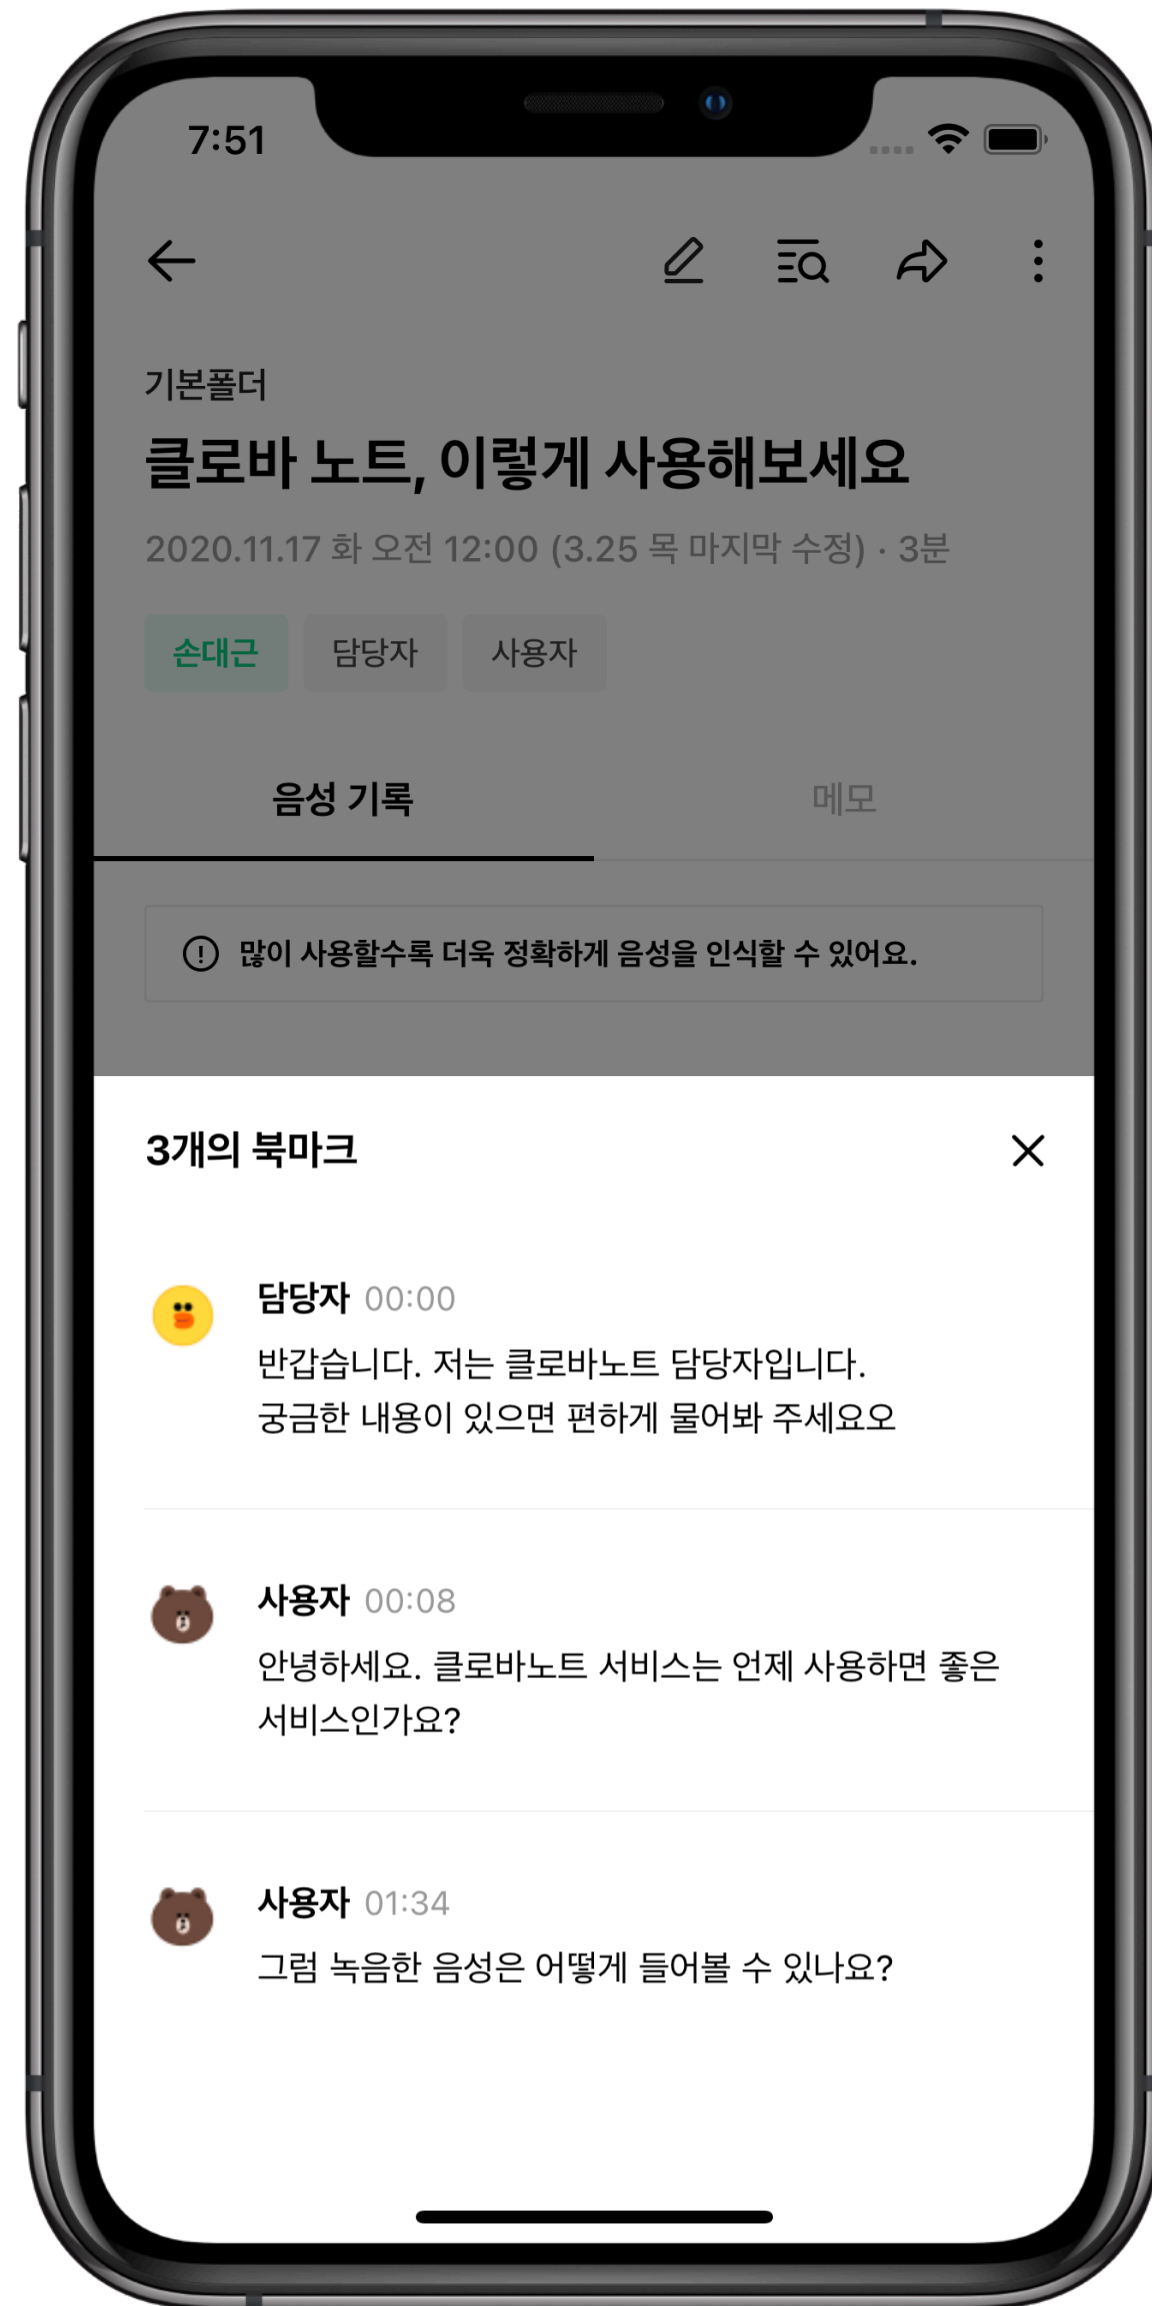 7:51
기본폴더
클로바 노트, 이렇게 사용해보세요
2020.11.17 화 오전 12:00 (3.25 목 마지막 수정) · 3분
손대근 담당자 사용자
음성 기록 메모
많이 사용할수록 더욱 정확하게 음성을 인식할 수 있어요.
3개의 북마크
담당자 00:00
반갑습니다. 저는 클로바노트 담당자입니다.
궁금한 내용이 있으면 편하게 물어봐 주세요오
사용자 00:08
안녕하세요. 클로바노트 서비스는 언제 사용하면 좋은
서비스인가요?
사용자 01:34
그럼 녹음한 음성은 어떻게 들어볼 수 있나요?